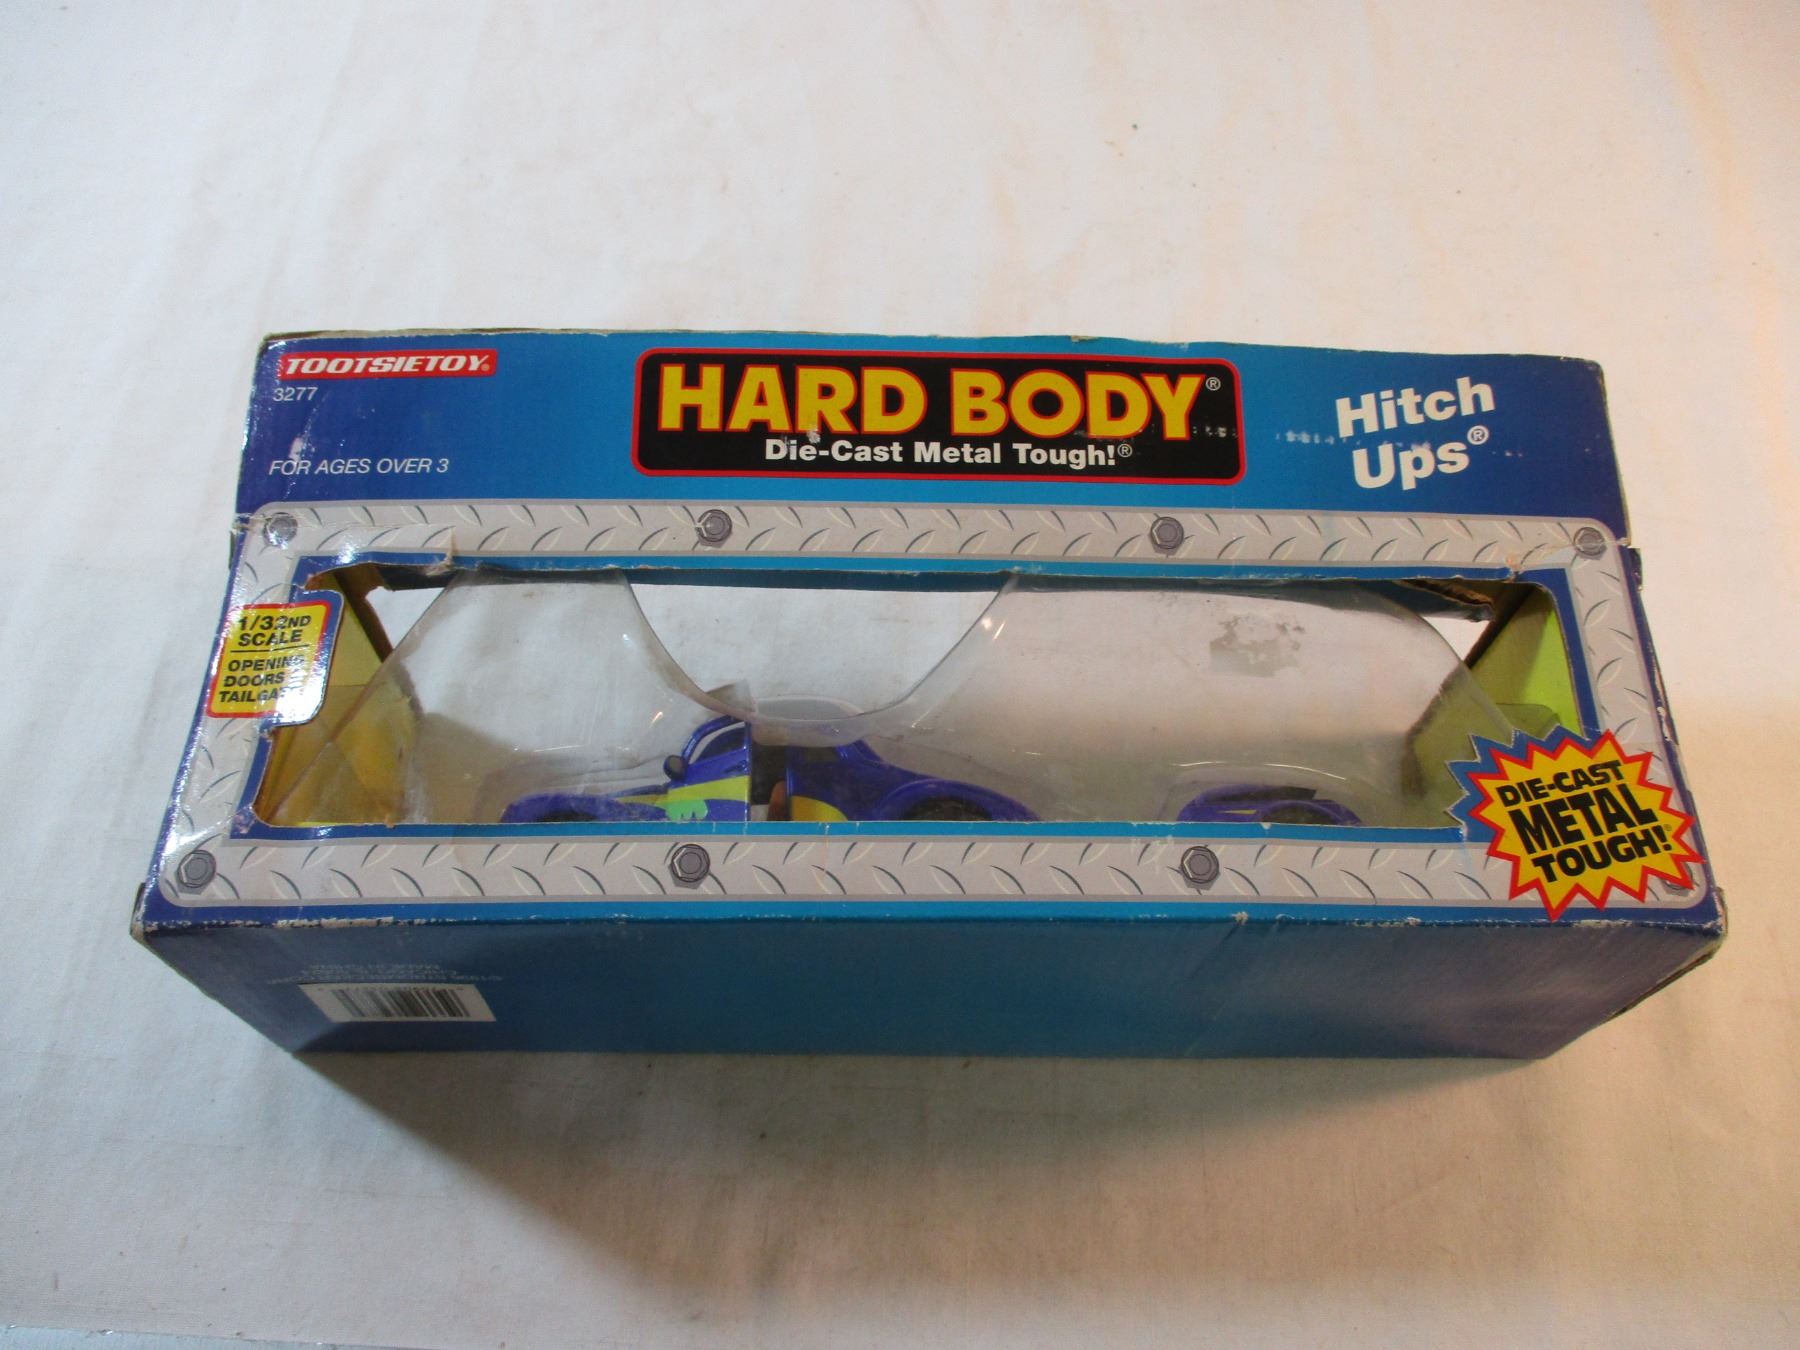 TOOTSIETOY®
3277
FOR AGES OVER 3
HARD BODY®
Die-Cast Metal Tough!®
Hitch
Ups®
1/32ND
SCALE
OPENING
DOORS
DIE-CAST
METAL
TOUGH!